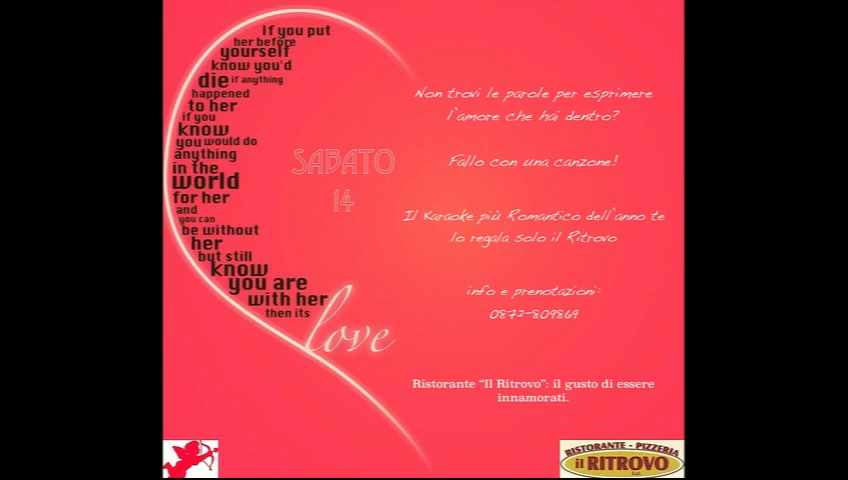 If you put
her before
yourself
know you'd
die if anything
happened
to her
if you
know
you would do
anything
in the
world
for her
and
you can
be without
her
but still
know
you are
with her
then its
love
SABATO
14
Non trovi le parole per esprimere
l'amore che hai dentro?
Fallo con una canzone!
Il Karaoke più Romantico dell'anno te
lo regala solo il Ritrovo
info e prenotazioni:
0872-809869
Ristorante “Il Ritrovo”: il gusto di essere
innamorati.
RISTORANTE - PIZZERIA
il RITROVO